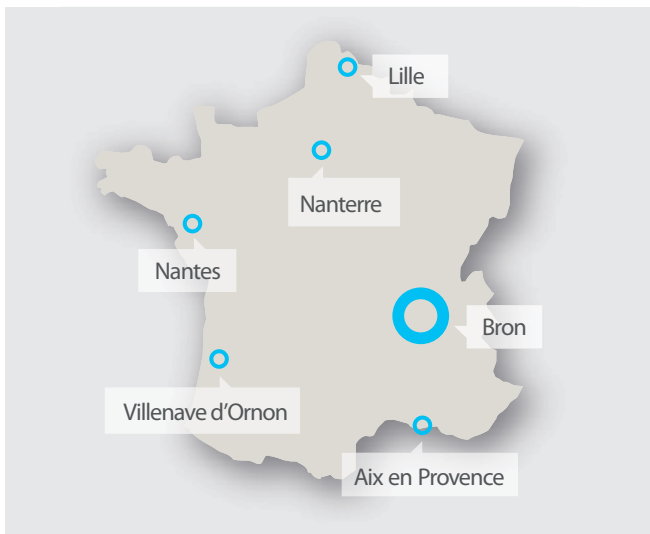 Lille
Nanterre
Nantes
Bron
Villenave d’Ornon
Aix en Provence